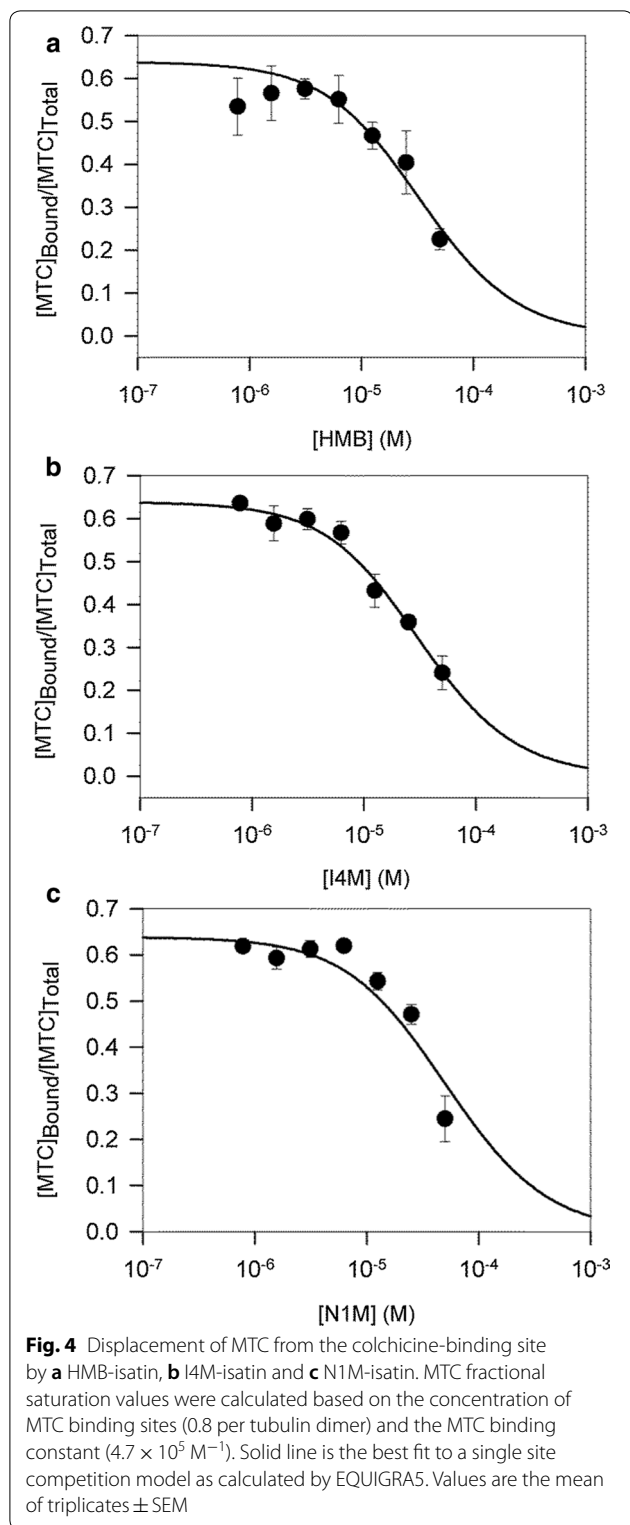 a
0.7
0.6
0.5
0.4
0.3
0.2
0.1
0.0
[MTC]Bound/[MTC]Total
10⁻⁷ 10⁻⁶ 10⁻⁵ 10⁻⁴ 10⁻³
[HMB] (M)
b
0.7
0.6
0.5
0.4
0.3
0.2
0.1
0.0
[MTC]Bound/[MTC]Total
10⁻⁷ 10⁻⁶ 10⁻⁵ 10⁻⁴ 10⁻³
[I4M] (M)
c
0.7
0.6
0.5
0.4
0.3
0.2
0.1
0.0
[MTC]Bound/[MTC]Total
10⁻⁷ 10⁻⁶ 10⁻⁵ 10⁻⁴ 10⁻³
[N1M] (M)
Fig. 4 Displacement of MTC from the colchicine-binding site
by a HMB-isatin, b I4M-isatin and c N1M-isatin. MTC fractional
saturation values were calculated based on the concentration of
MTC binding sites (0.8 per tubulin dimer) and the MTC binding
constant (4.7 × 10⁵ M⁻¹). Solid line is the best fit to a single site
competition model as calculated by EQUIGRA5. Values are the mean
of triplicates ± SEM